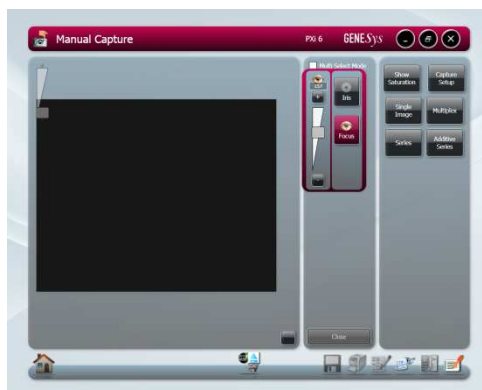 Manual Capture
PXi 6
GENESys
Multi Select Mode
Iris
Focus
Show Saturation
Capture Setup
Single Image
Multiplex
Series
Additive Series
Close